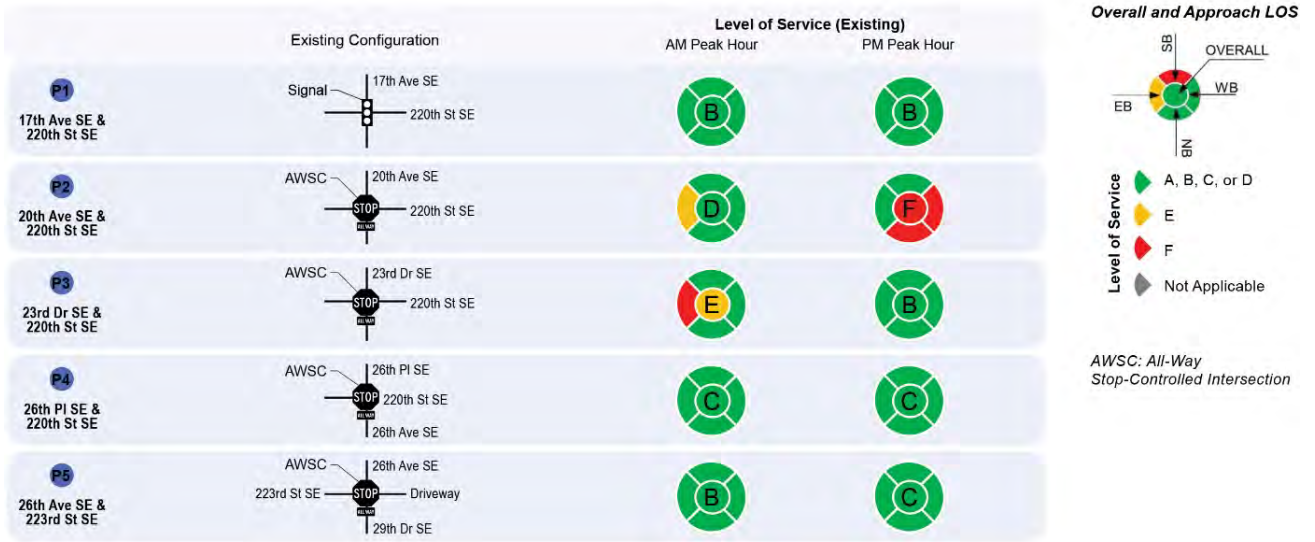 Level of Service (Existing)
Existing Configuration
AM Peak Hour
PM Peak Hour
P1
17th Ave SE &
220th St SE
Signal
17th Ave SE
220th St SE
B
B
P2
20th Ave SE &
220th St SE
AWSC
20th Ave SE
STOP
220th St SE
ALL WAY
D
F
P3
23rd Dr SE &
220th St SE
AWSC
23rd Dr SE
STOP
220th St SE
ALL WAY
E
B
P4
26th Pl SE &
220th St SE
AWSC
26th Pl SE
STOP
220th St SE
ALL WAY
26th Ave SE
C
C
P5
26th Ave SE &
223rd St SE
AWSC
26th Ave SE
223rd St SE
STOP
Driveway
ALL WAY
29th Dr SE
B
C
Overall and Approach LOS
SB
OVERALL
WB
EB
NB
Level of Service
A, B, C, or D
E
F
Not Applicable
AWSC: All-Way
Stop-Controlled Intersection